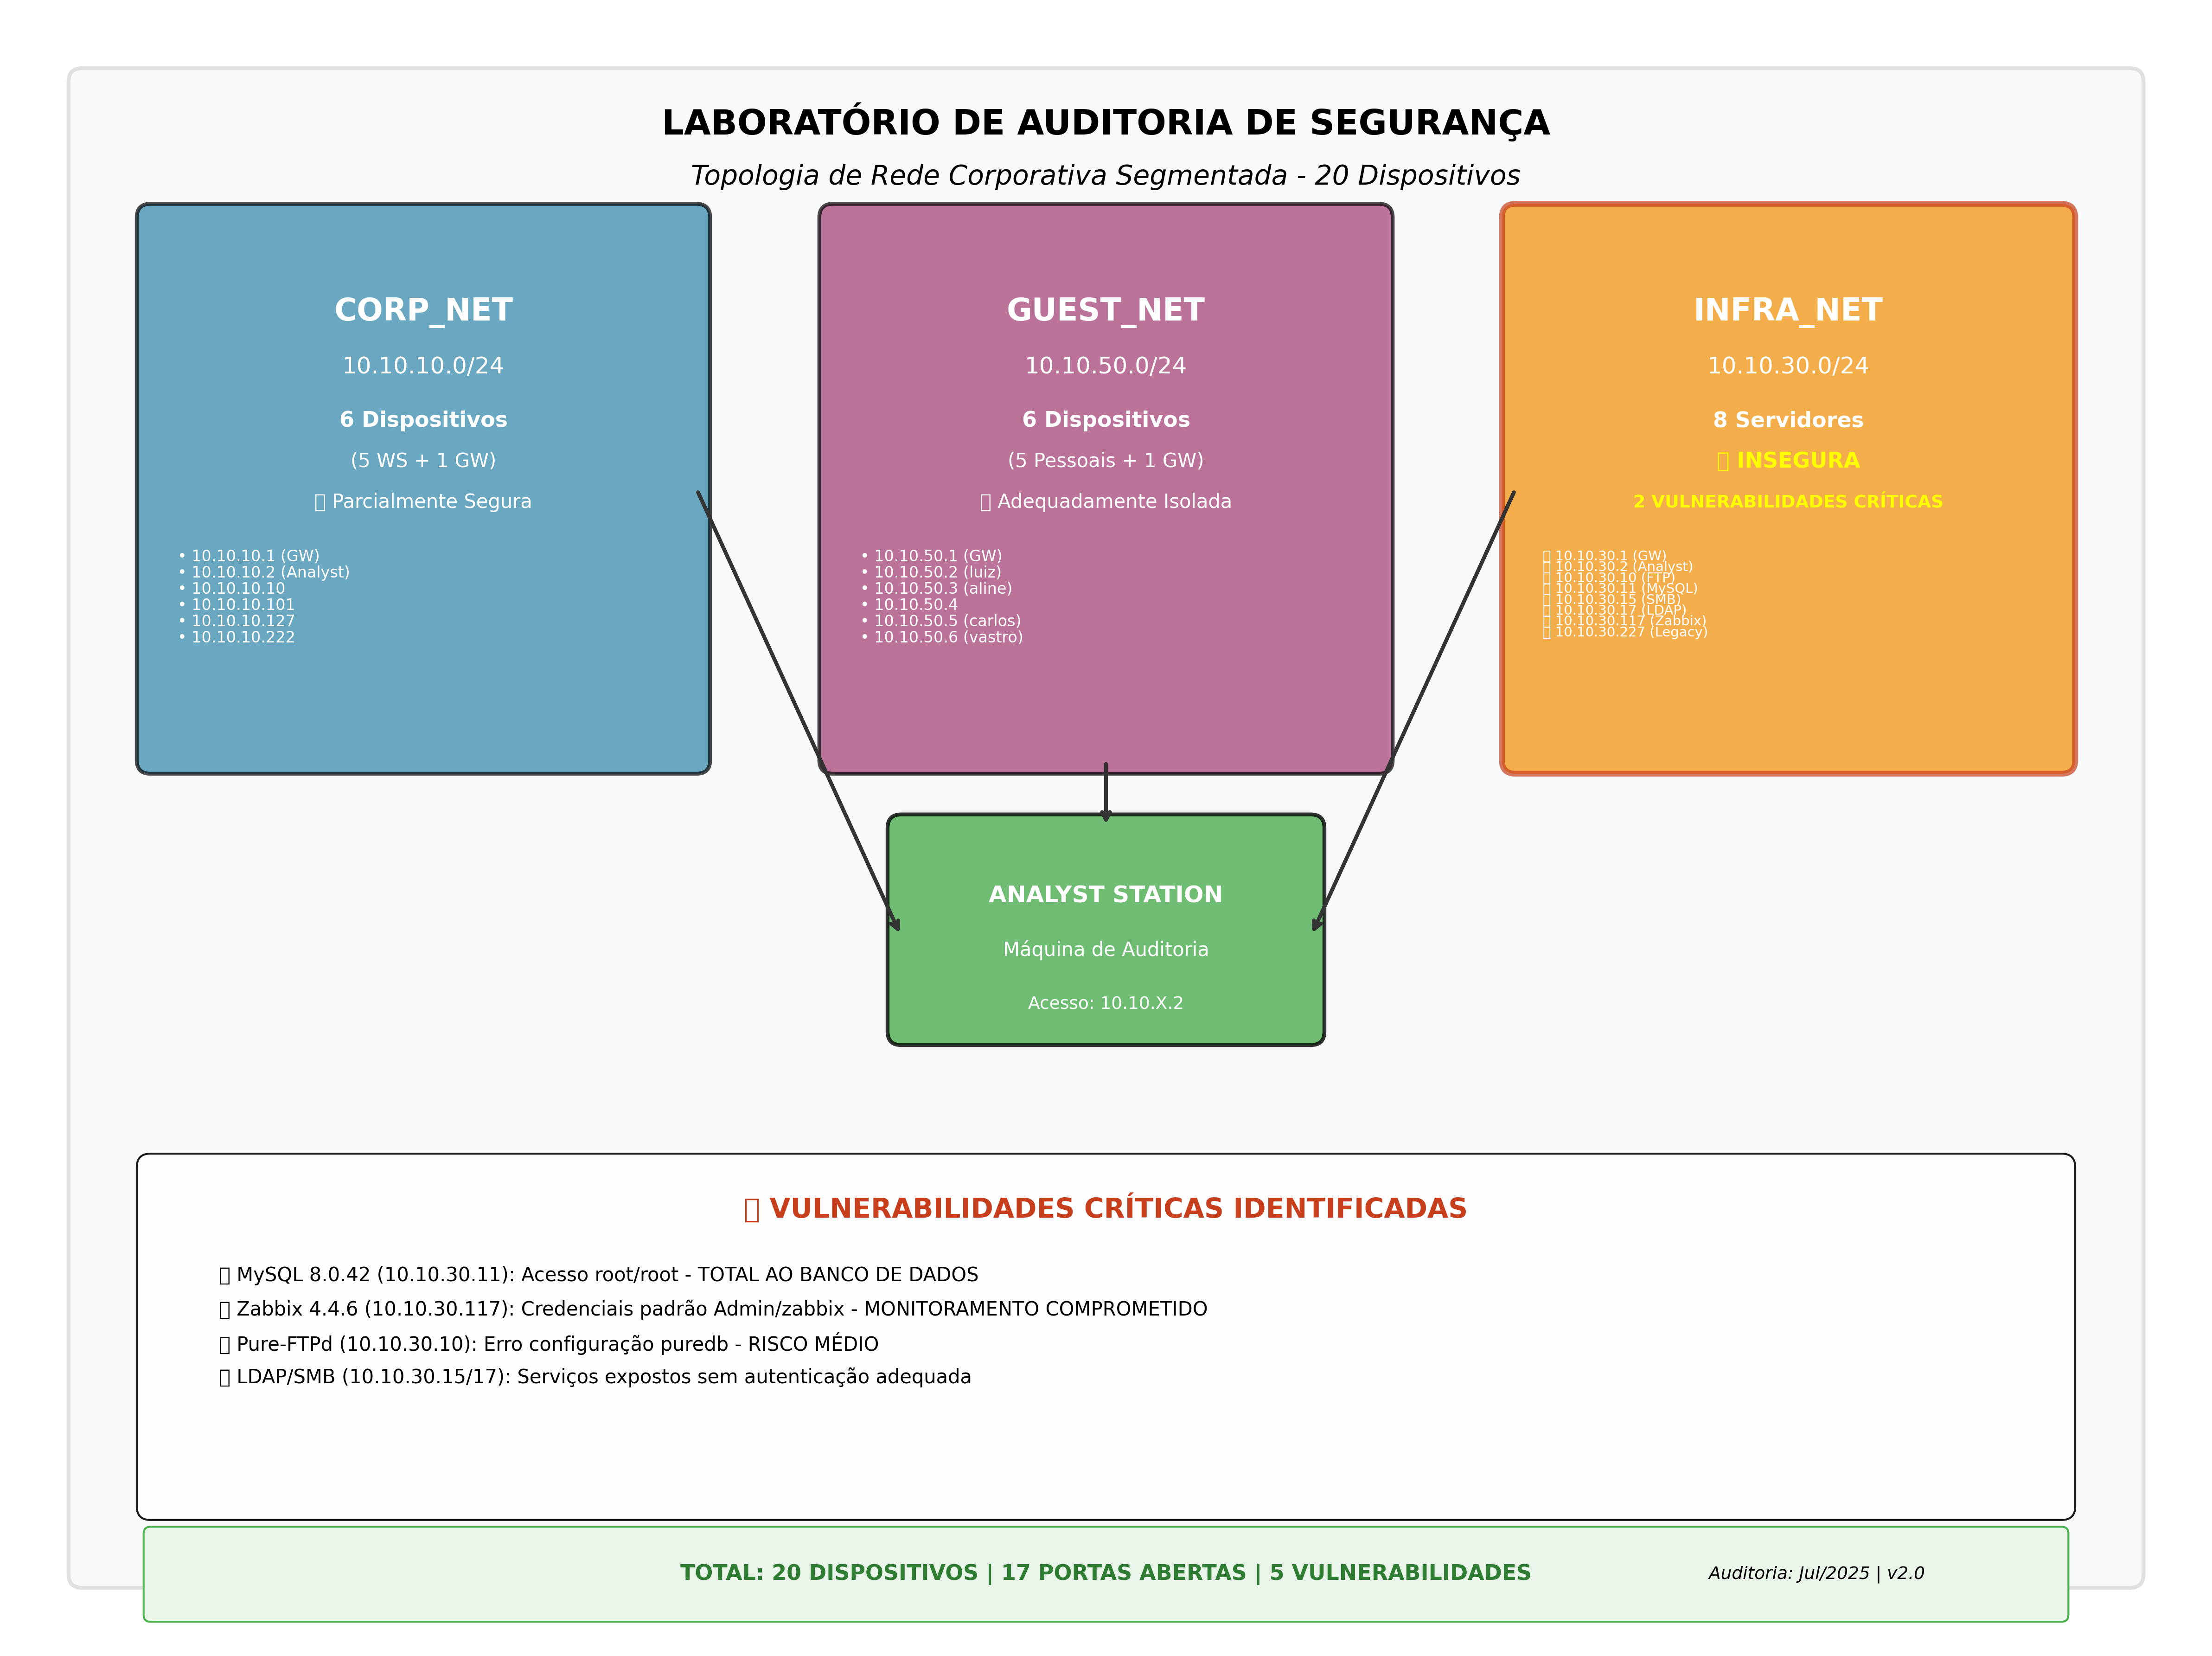 LABORATÓRIO DE AUDITORIA DE SEGURANÇA
Topologia de Rede Corporativa Segmentada - 20 Dispositivos
CORP_NET
10.10.10.0/24
6 Dispositivos
(5 WS + 1 GW)
▯ Parcialmente Segura
• 10.10.10.1 (GW)
• 10.10.10.2 (Analyst)
• 10.10.10.10
• 10.10.10.101
• 10.10.10.127
• 10.10.10.222
GUEST_NET
10.10.50.0/24
6 Dispositivos
(5 Pessoais + 1 GW)
▯ Adequadamente Isolada
• 10.10.50.1 (GW)
• 10.10.50.2 (luiz)
• 10.10.50.3 (aline)
• 10.10.50.4
• 10.10.50.5 (carlos)
• 10.10.50.6 (vastro)
INFRA_NET
10.10.30.0/24
8 Servidores
▯ INSEGURA
2 VULNERABILIDADES CRÍTICAS
▯ 10.10.30.1 (GW)
▯ 10.10.30.2 (Analyst)
▯ 10.10.30.10 (FTP)
▯ 10.10.30.11 (MySQL)
▯ 10.10.30.15 (SMB)
▯ 10.10.30.17 (LDAP)
▯ 10.10.30.117 (Zabbix)
▯ 10.10.30.227 (Legacy)
ANALYST STATION
Máquina de Auditoria
Acesso: 10.10.X.2
▯ VULNERABILIDADES CRÍTICAS IDENTIFICADAS
▯ MySQL 8.0.42 (10.10.30.11): Acesso root/root - TOTAL AO BANCO DE DADOS
▯ Zabbix 4.4.6 (10.10.30.117): Credenciais padrão Admin/zabbix - MONITORAMENTO COMPROMETIDO
▯ Pure-FTPd (10.10.30.10): Erro configuração puredb - RISCO MÉDIO
▯ LDAP/SMB (10.10.30.15/17): Serviços expostos sem autenticação adequada
TOTAL: 20 DISPOSITIVOS | 17 PORTAS ABERTAS | 5 VULNERABILIDADES
Auditoria: Jul/2025 | v2.0